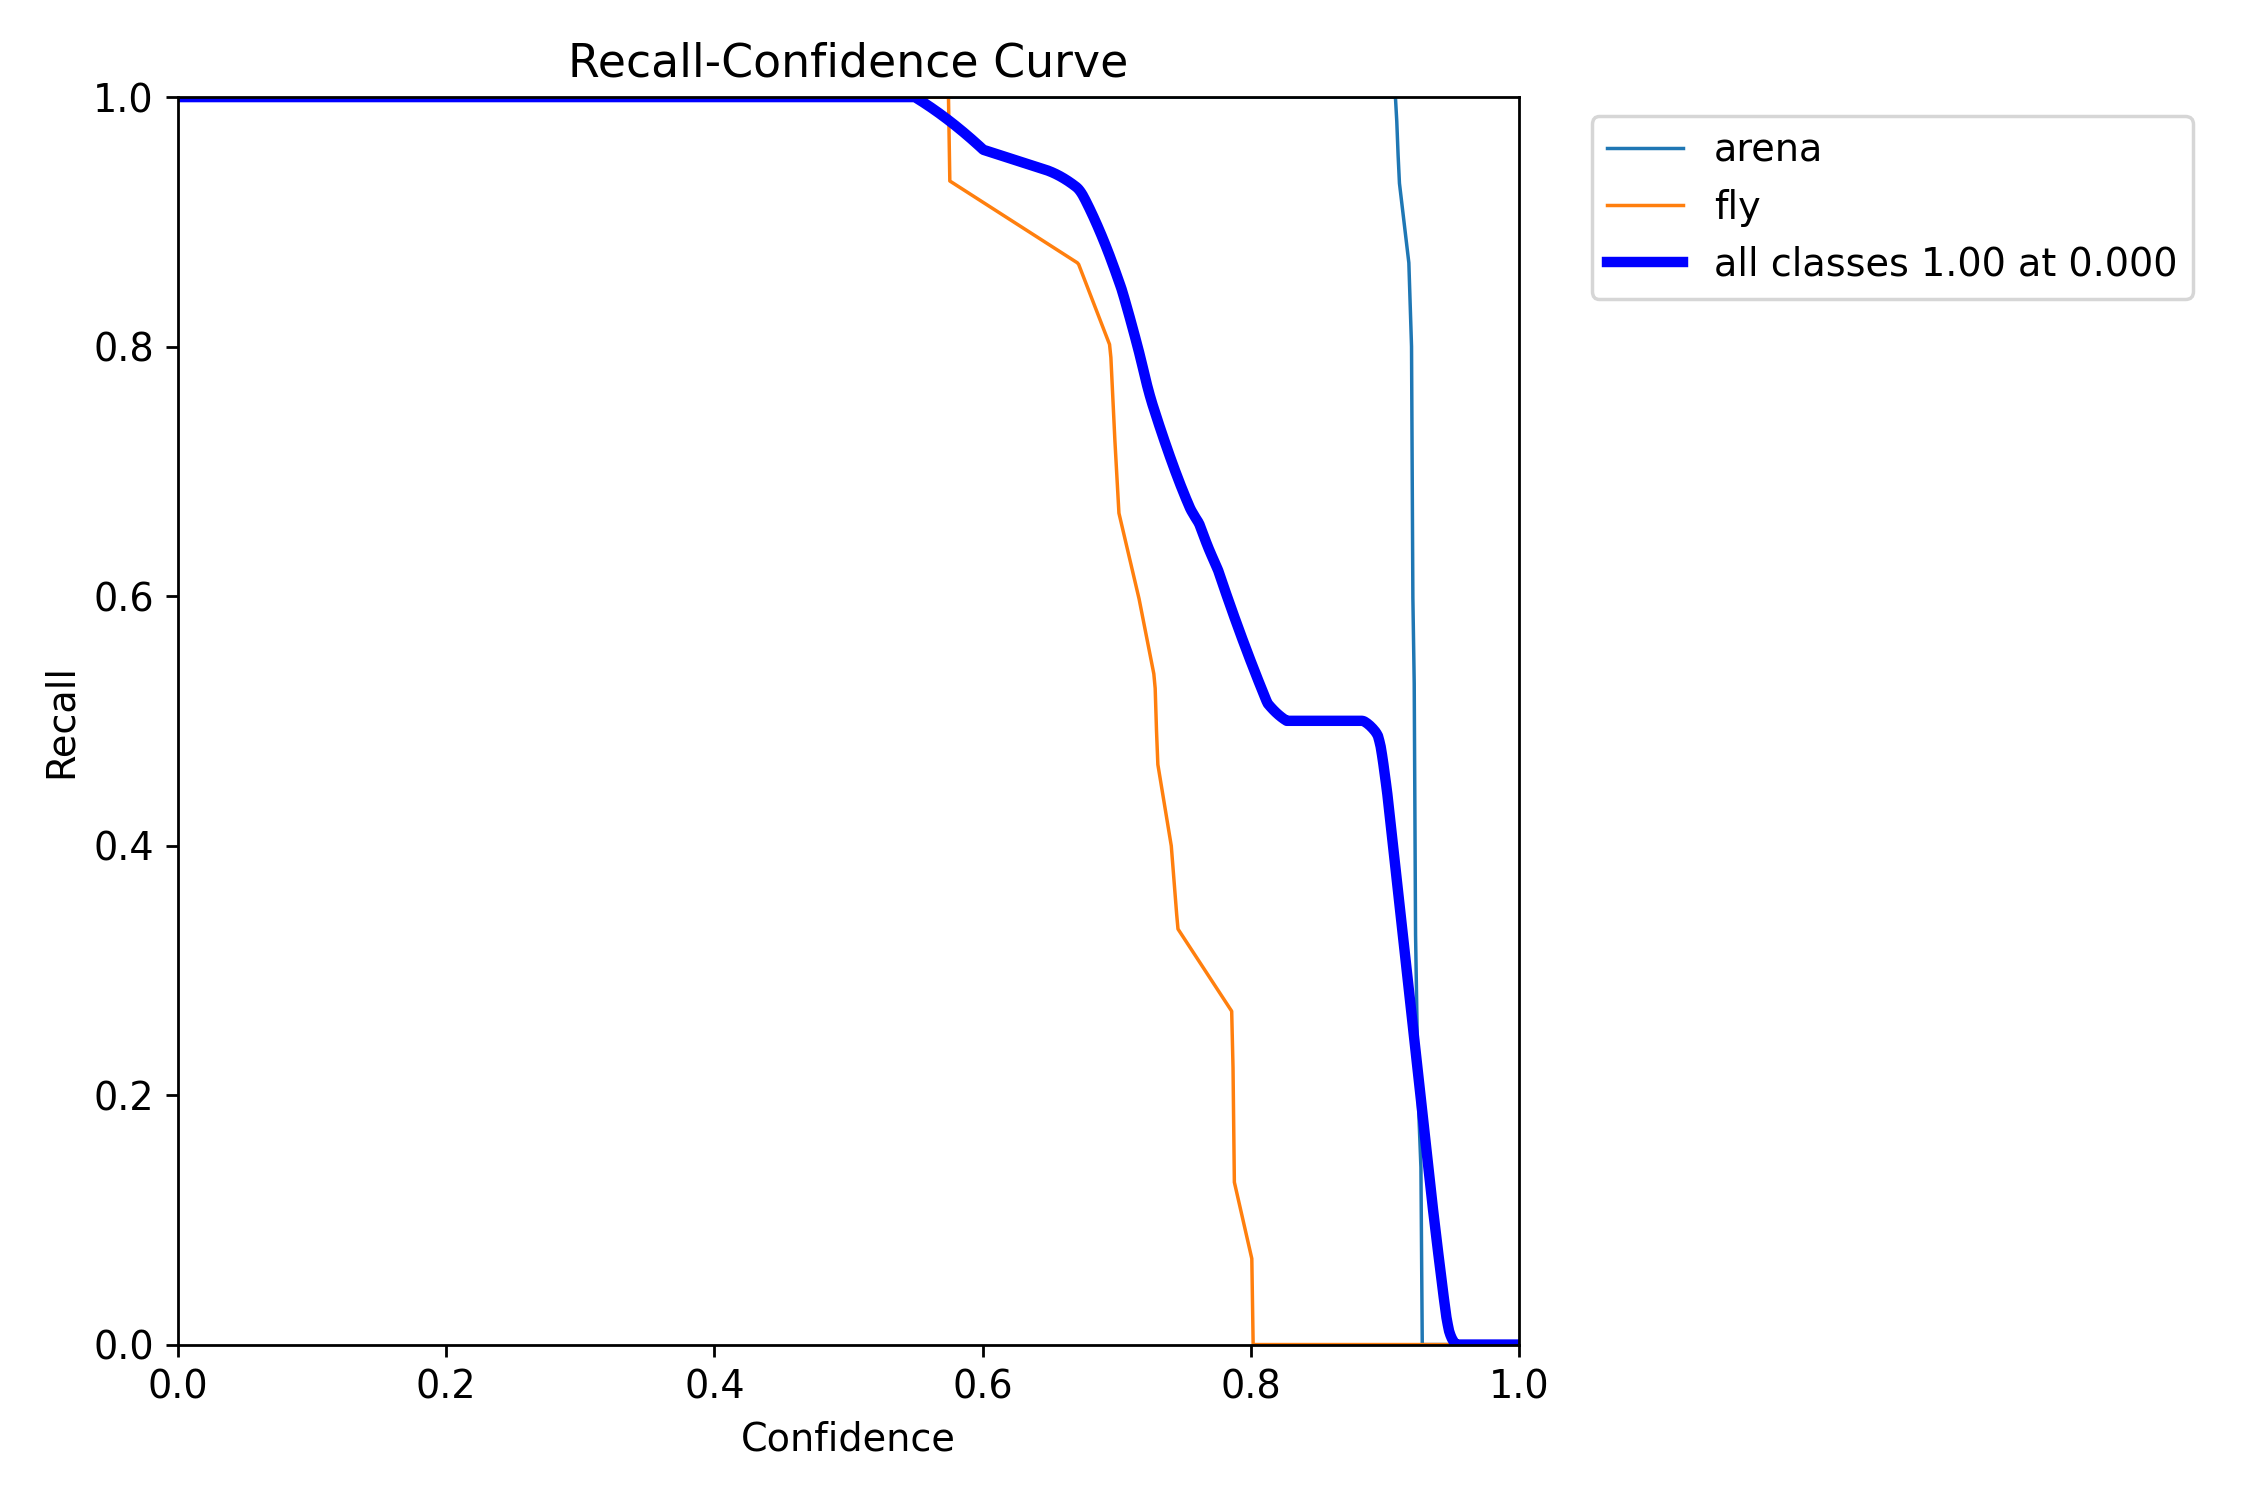 Recall-Confidence Curve
1.0
0.8
0.6
0.4
0.2
0.0
Recall
0.0 0.2 0.4 0.6 0.8 1.0
Confidence
arena
fly
all classes 1.00 at 0.000